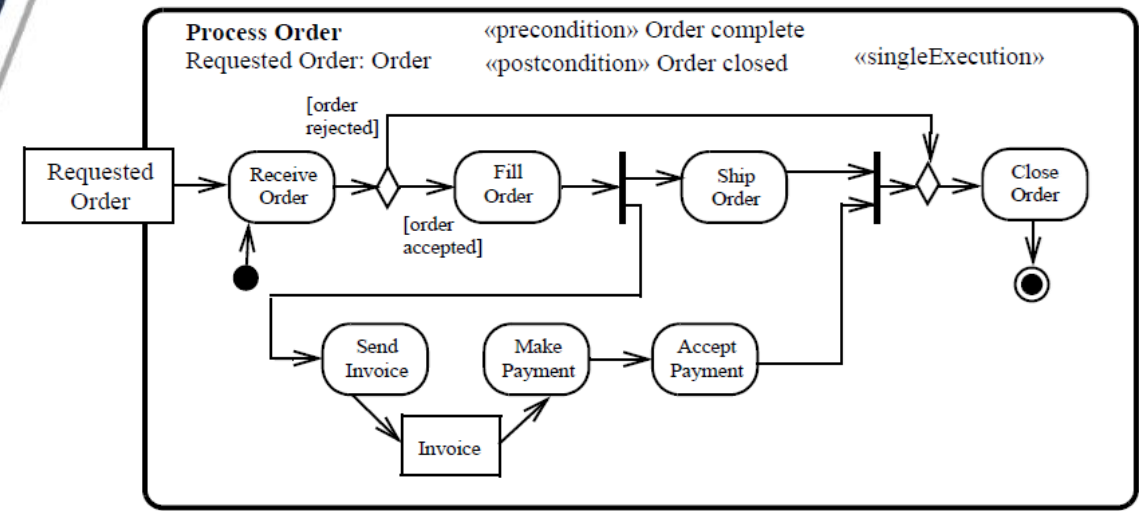 Process Order
Requested Order: Order
«precondition» Order complete
«postcondition» Order closed
«singleExecution»
[order
rejected]
Requested
Order
Receive
Order
Fill
Order
[order
accepted]
Ship
Order
Close
Order
Send
Invoice
Make
Payment
Accept
Payment
Invoice